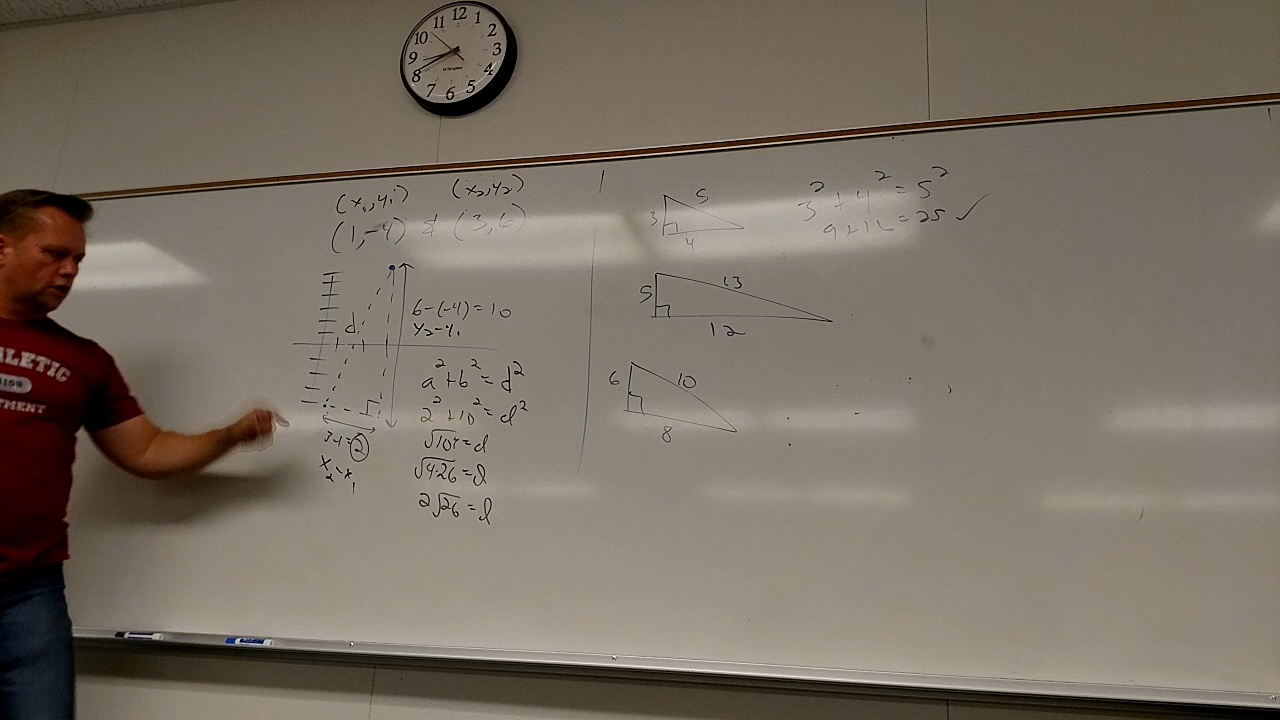 12
11 1
10 2
9 3
8 4
7 5
6
(x₁,y₁) (x₂,y₂)
(1,-4) & (3,6)
d
6-(-4)=10
y₂-y₁
a²+b²=d²
2²+10²=d²
√104=d
√4·26=d
2√26=d
3-1=2
x₂-x₁
5
3
4
3²+4²=5²
9+16=25 ✓
13
5
12
6
10
8
LETIC
TMENT